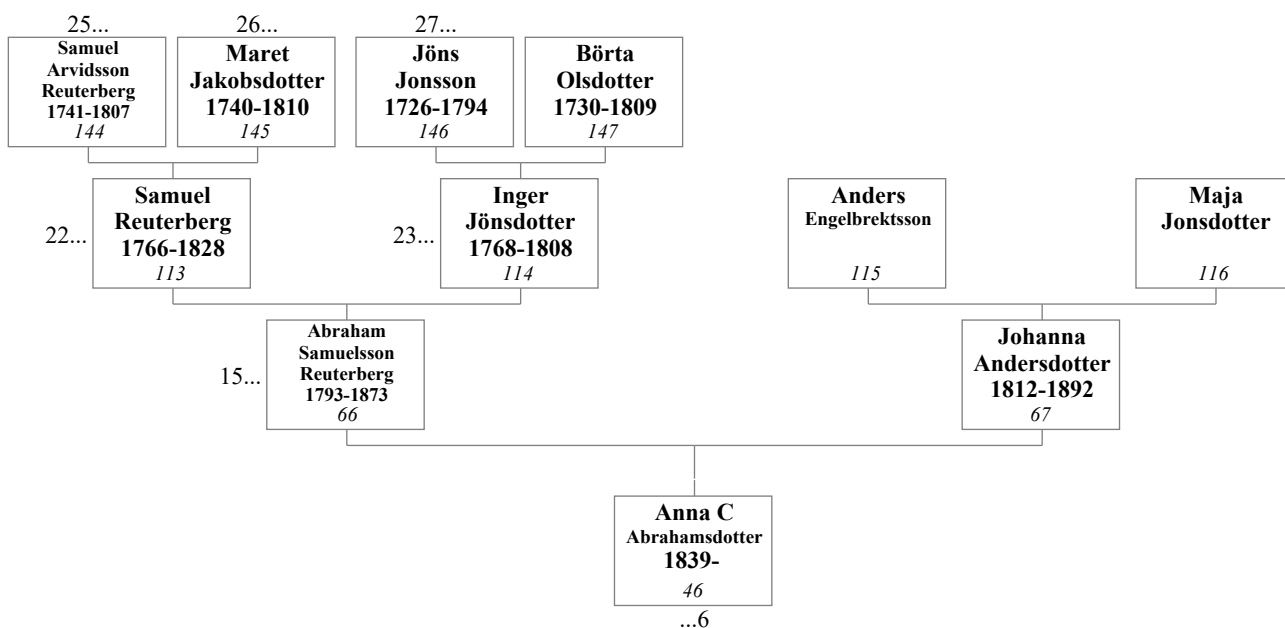 25...
26...
27...
Samuel
Arvidsson
Reuterberg
1741-1807
144
Maret
Jakobsdotter
1740-1810
145
Jöns
Jonsson
1726-1794
146
Börta
Olsdotter
1730-1809
147
22...
Samuel
Reuterberg
1766-1828
113
23...
Inger
Jönsdotter
1768-1808
114
Anders
Engelbrektsson
115
Maja
Jonsdotter
116
15...
Abraham
Samuelsson
Reuterberg
1793-1873
66
Johanna
Andersdotter
1812-1892
67
Anna C
Abrahamsdotter
1839-
46
...6